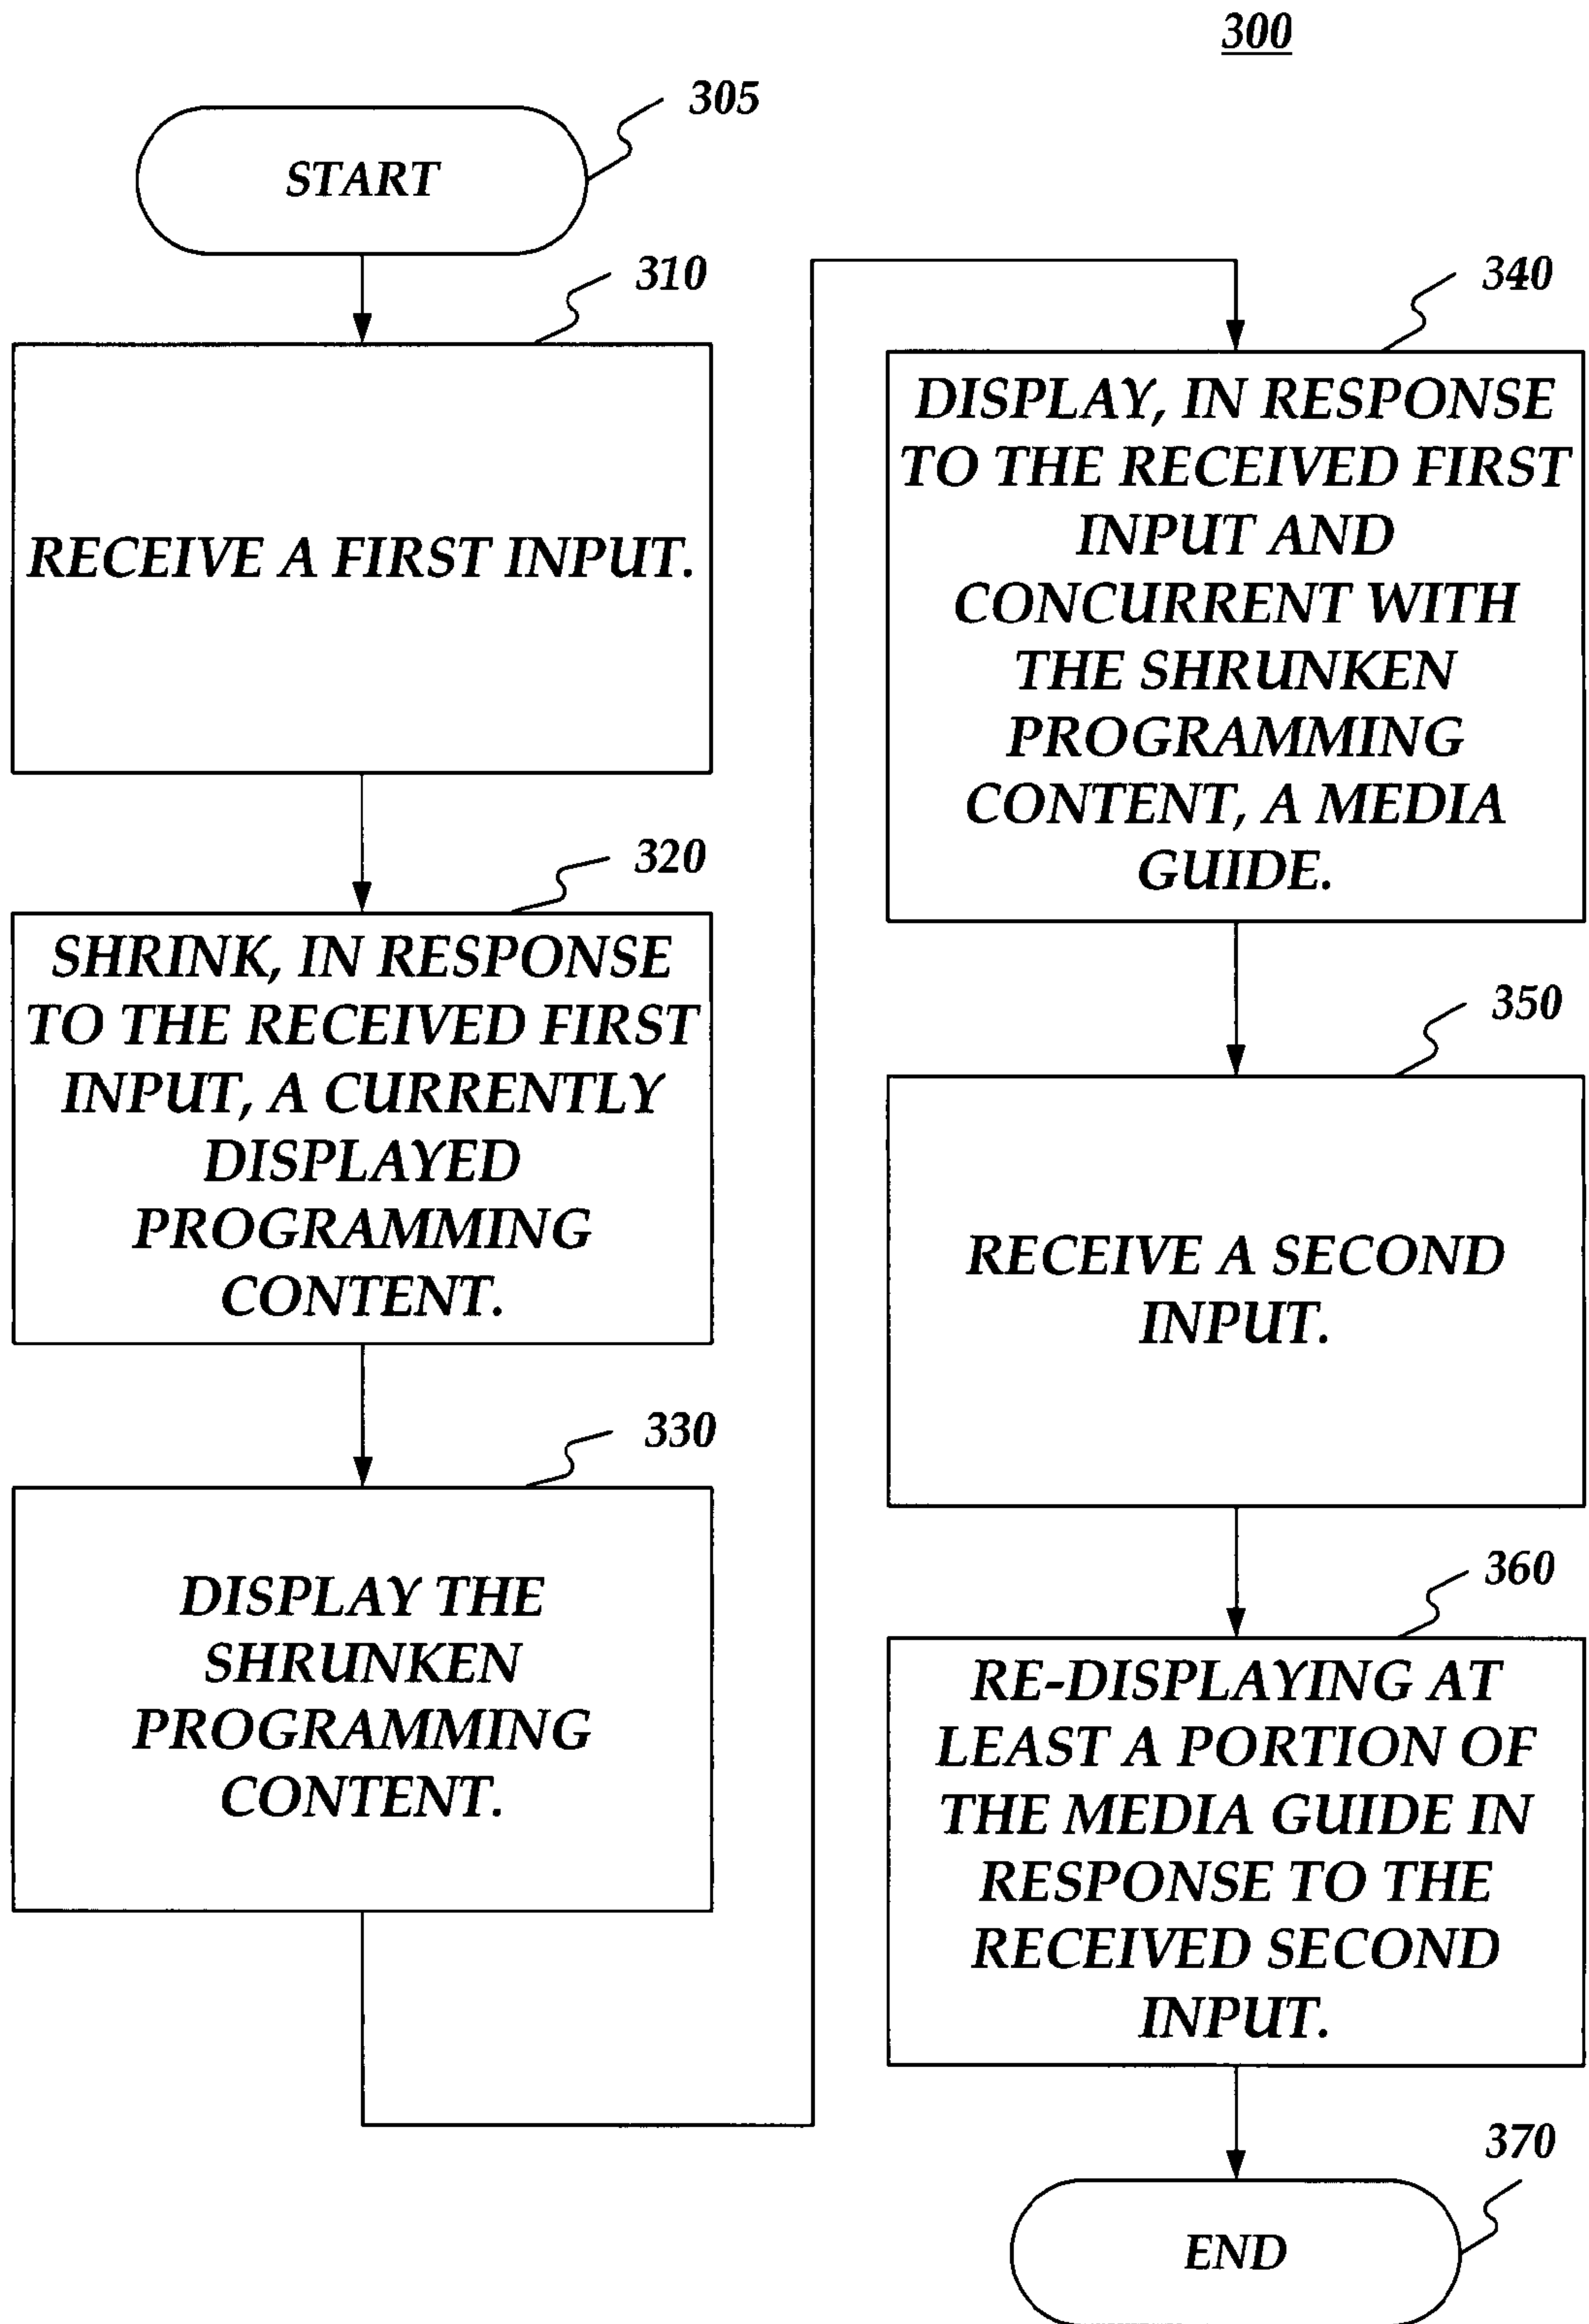 300
305
START
310
RECEIVE A FIRST INPUT.
320
SHRINK, IN RESPONSE
TO THE RECEIVED FIRST
INPUT, A CURRENTLY
DISPLAYED
PROGRAMMING
CONTENT.
330
DISPLAY THE
SHRUNKEN
PROGRAMMING
CONTENT.
340
DISPLAY, IN RESPONSE
TO THE RECEIVED FIRST
INPUT AND
CONCURRENT WITH
THE SHRUNKEN
PROGRAMMING
CONTENT, A MEDIA
GUIDE.
350
RECEIVE A SECOND
INPUT.
360
RE-DISPLAYING AT
LEAST A PORTION OF
THE MEDIA GUIDE IN
RESPONSE TO THE
RECEIVED SECOND
INPUT.
370
END